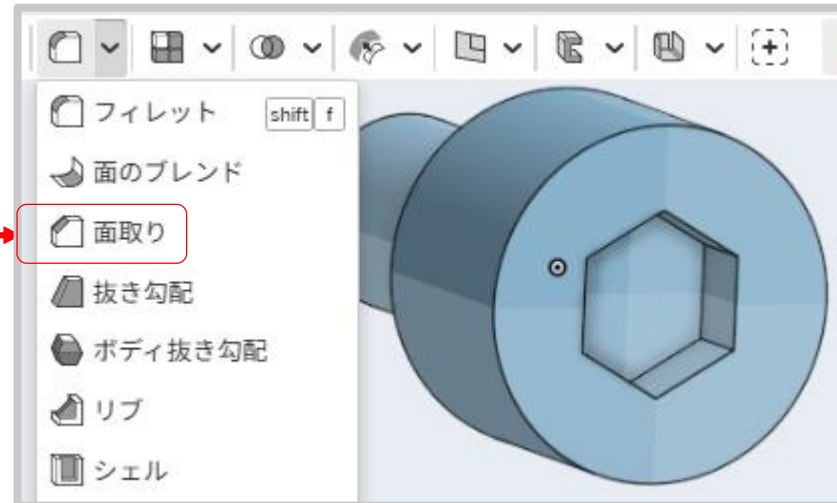 フィレット shift f
面のブレンド
面取り
抜き勾配
ボディ抜き勾配
リブ
シェル